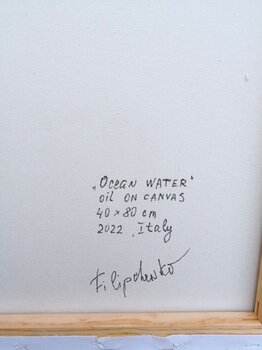 „Ocean WATER"
oil ON CANVAS
40 x 80 cm
2022, Italy
Filipchenko